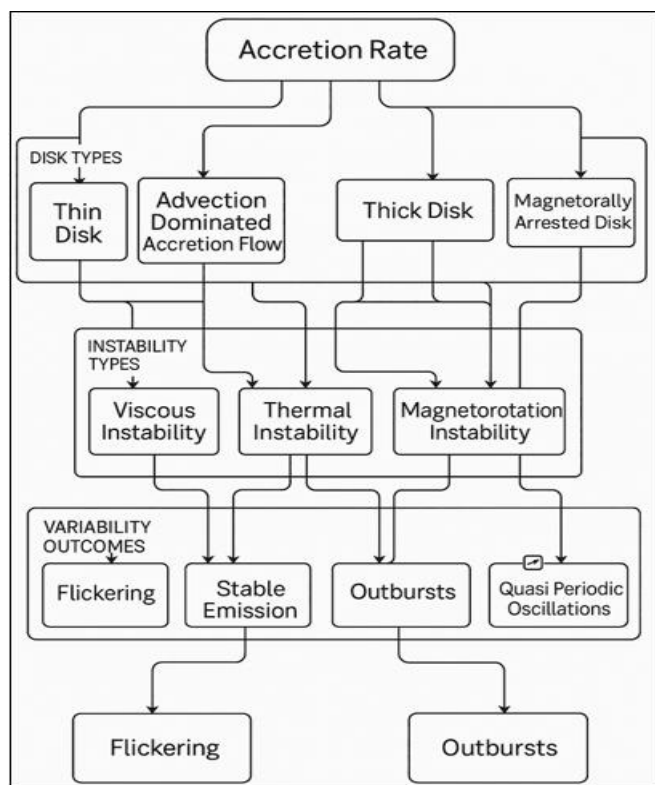 Accretion Rate
DISK TYPES
Thin
Disk
Advection
Dominated
Accretion Flow
Thick Disk
Magnetorally
Arrested Disk
INSTABILITY
TYPES
Viscous
Instability
Thermal
Instability
Magnetorotation
Instability
VARIABILITY
OUTCOMES
Flickering
Stable
Emission
Outbursts
Quasi Periodic
Oscillations
Flickering
Outbursts